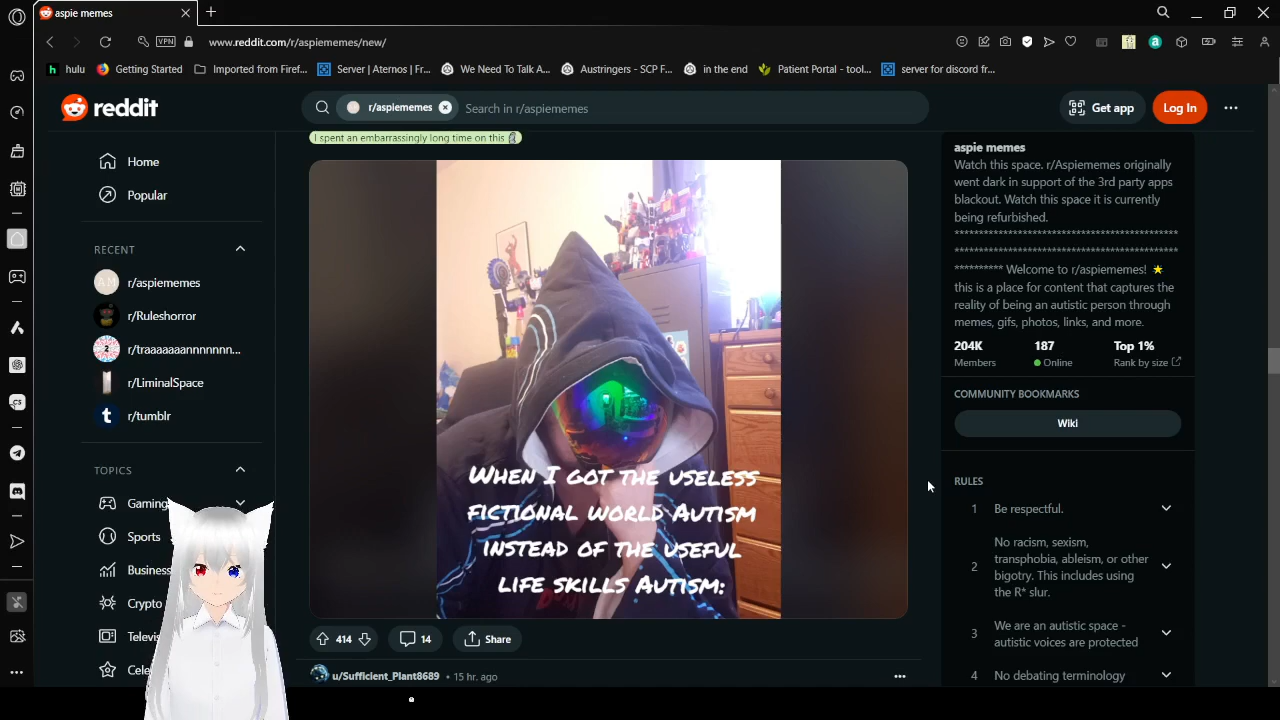 aspie memes
VPN
www.reddit.com/r/aspiememes/new/
hulu
Getting Started
Imported from Firef...
Server | Aternos | Fr...
We Need To Talk A...
Austringers - SCP F...
in the end
Patient Portal - tool...
server for discord fr...
reddit
r/aspiememes
Search in r/aspiememes
Get app
Log In
Home
Popular
RECENT
r/aspiememes
r/Ruleshorror
r/traaaaaaannnnnnn...
r/LiminalSpace
r/tumblr
TOPICS
Gaming
Sports
Business
Crypto
Televi
Cele
I spent an embarrassingly long time on this
When I got the useless
fictional world Autism
instead of the useful
life skills Autism:
414
14
Share
u/Sufficient_Plant8689 • 15 hr. ago
aspie memes
Watch this space. r/Aspiememes originally
went dark in support of the 3rd party apps
blackout. Watch this space it is currently
being refurbished.
********************************************
********************************************
********** Welcome to r/aspiememes! ⭐
this is a place for content that captures the
reality of being an autistic person through
memes, gifs, photos, links, and more.
204K
Members
187
Online
Top 1%
Rank by size
COMMUNITY BOOKMARKS
Wiki
RULES
1 Be respectful.
2 No racism, sexism,
transphobia, ableism, or other
bigotry. This includes using
the R* slur.
3 We are an autistic space -
autistic voices are protected
4 No debating terminology